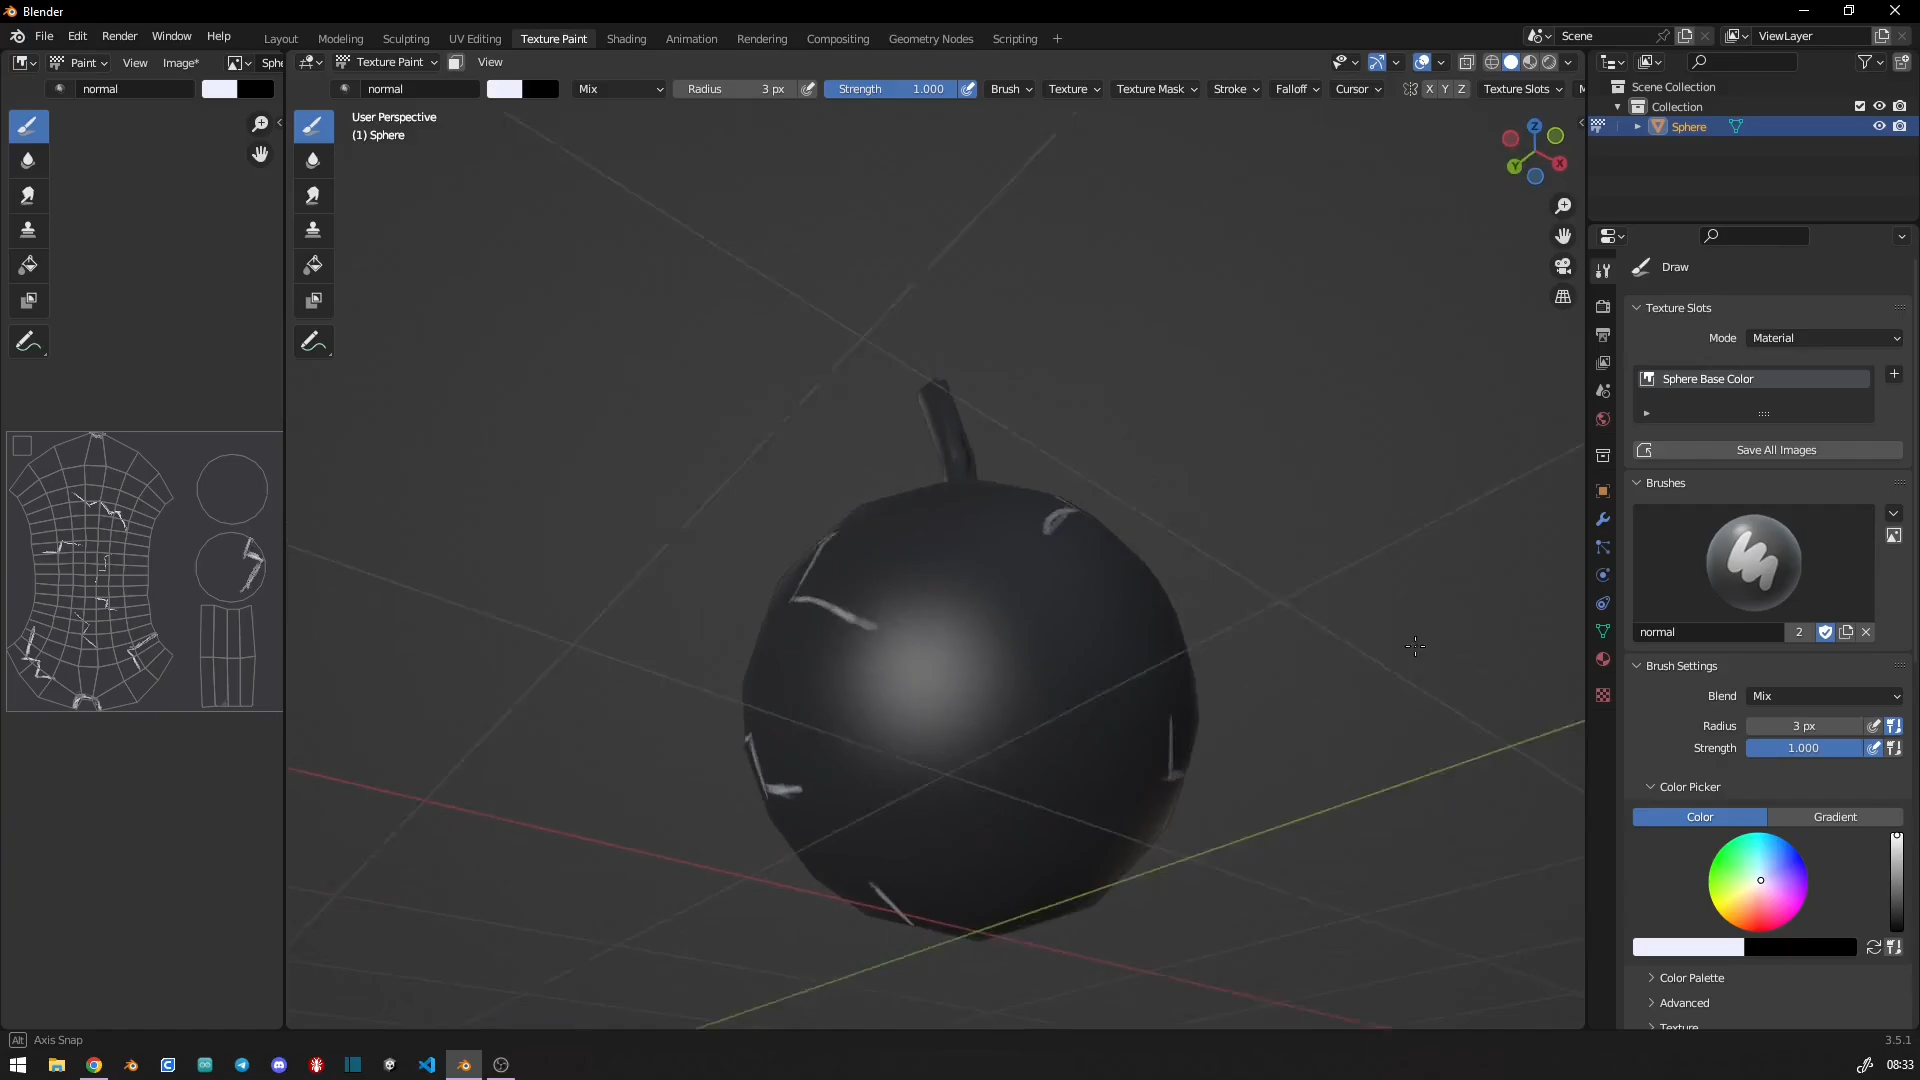 Blender
File Edit Render Window Help
Layout Modeling Sculpting UV Editing Texture Paint Shading Animation Rendering Compositing Geometry Nodes Scripting
Scene
ViewLayer
Paint View Image* Sphe
Texture Paint View
normal
normal Mix Radius 3 px Strength 1.000 Brush Texture Texture Mask Stroke Falloff Cursor X Y Z Texture Slots M
User Perspective
(1) Sphere
Z
Y
X
Scene Collection
Collection
Sphere
Draw
Texture Slots
Mode Material
Sphere Base Color
Save All Images
Brushes
normal 2
Brush Settings
Blend Mix
Radius 3 px
Strength 1.000
Color Picker
Color Gradient
Color Palette
Advanced
Texture
Alt Axis Snap
3.5.1
08:33